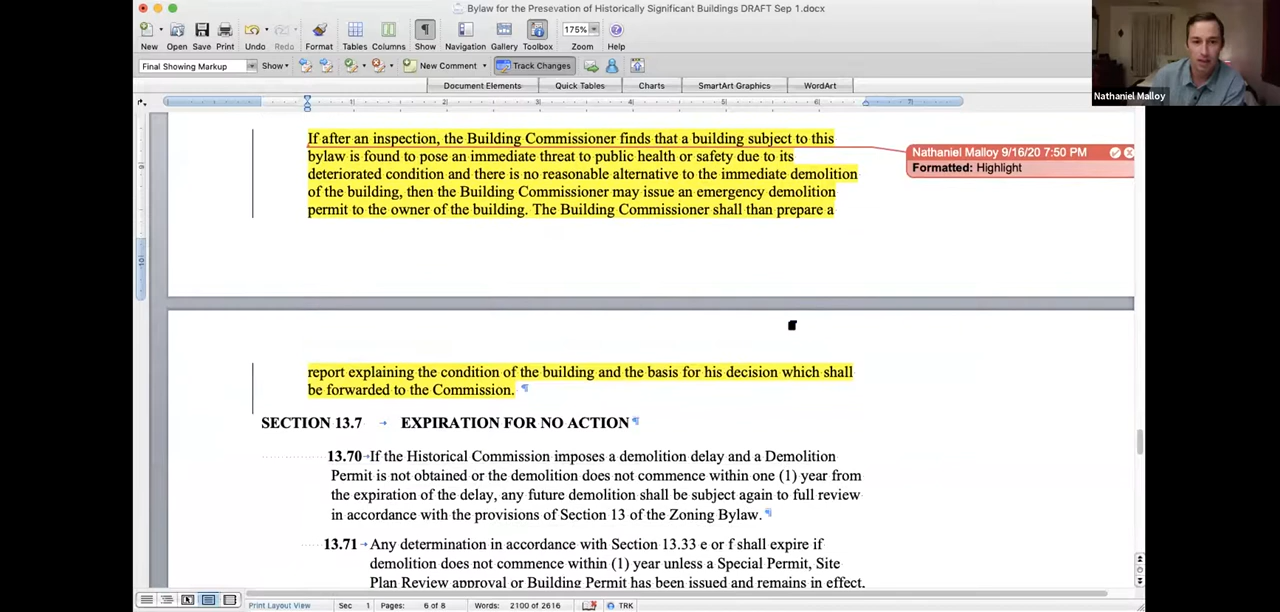 Bylaw for the Presevation of Historically Significant Buildings DRAFT Sep 1.docx
New Open Save Print Undo Redo Format Tables Columns Show Navigation Gallery Toolbox Zoom Help
175%
Final Showing Markup Show New Comment Track Changes
Document Elements Quick Tables Charts SmartArt Graphics WordArt
Nathaniel Malloy
If after an inspection, the Building Commissioner finds that a building subject to this
bylaw is found to pose an immediate threat to public health or safety due to its
deteriorated condition and there is no reasonable alternative to the immediate demolition
of the building, then the Building Commissioner may issue an emergency demolition
permit to the owner of the building. The Building Commissioner shall than prepare a
Nathaniel Malloy 9/16/20 7:50 PM
Formatted: Highlight
report explaining the condition of the building and the basis for his decision which shall
be forwarded to the Commission. ¶
SECTION 13.7 → EXPIRATION FOR NO ACTION ¶
13.70→If the Historical Commission imposes a demolition delay and a Demolition
Permit is not obtained or the demolition does not commence within one (1) year from
the expiration of the delay, any future demolition shall be subject again to full review
in accordance with the provisions of Section 13 of the Zoning Bylaw. ¶
13.71→Any determination in accordance with Section 13.33 e or f shall expire if
demolition does not commence within (1) year unless a Special Permit, Site
Plan Review approval or Building Permit has been issued and remains in effect.
Print Layout View Sec 1 Pages: 6 of 8 Words: 2100 of 2616 TRK